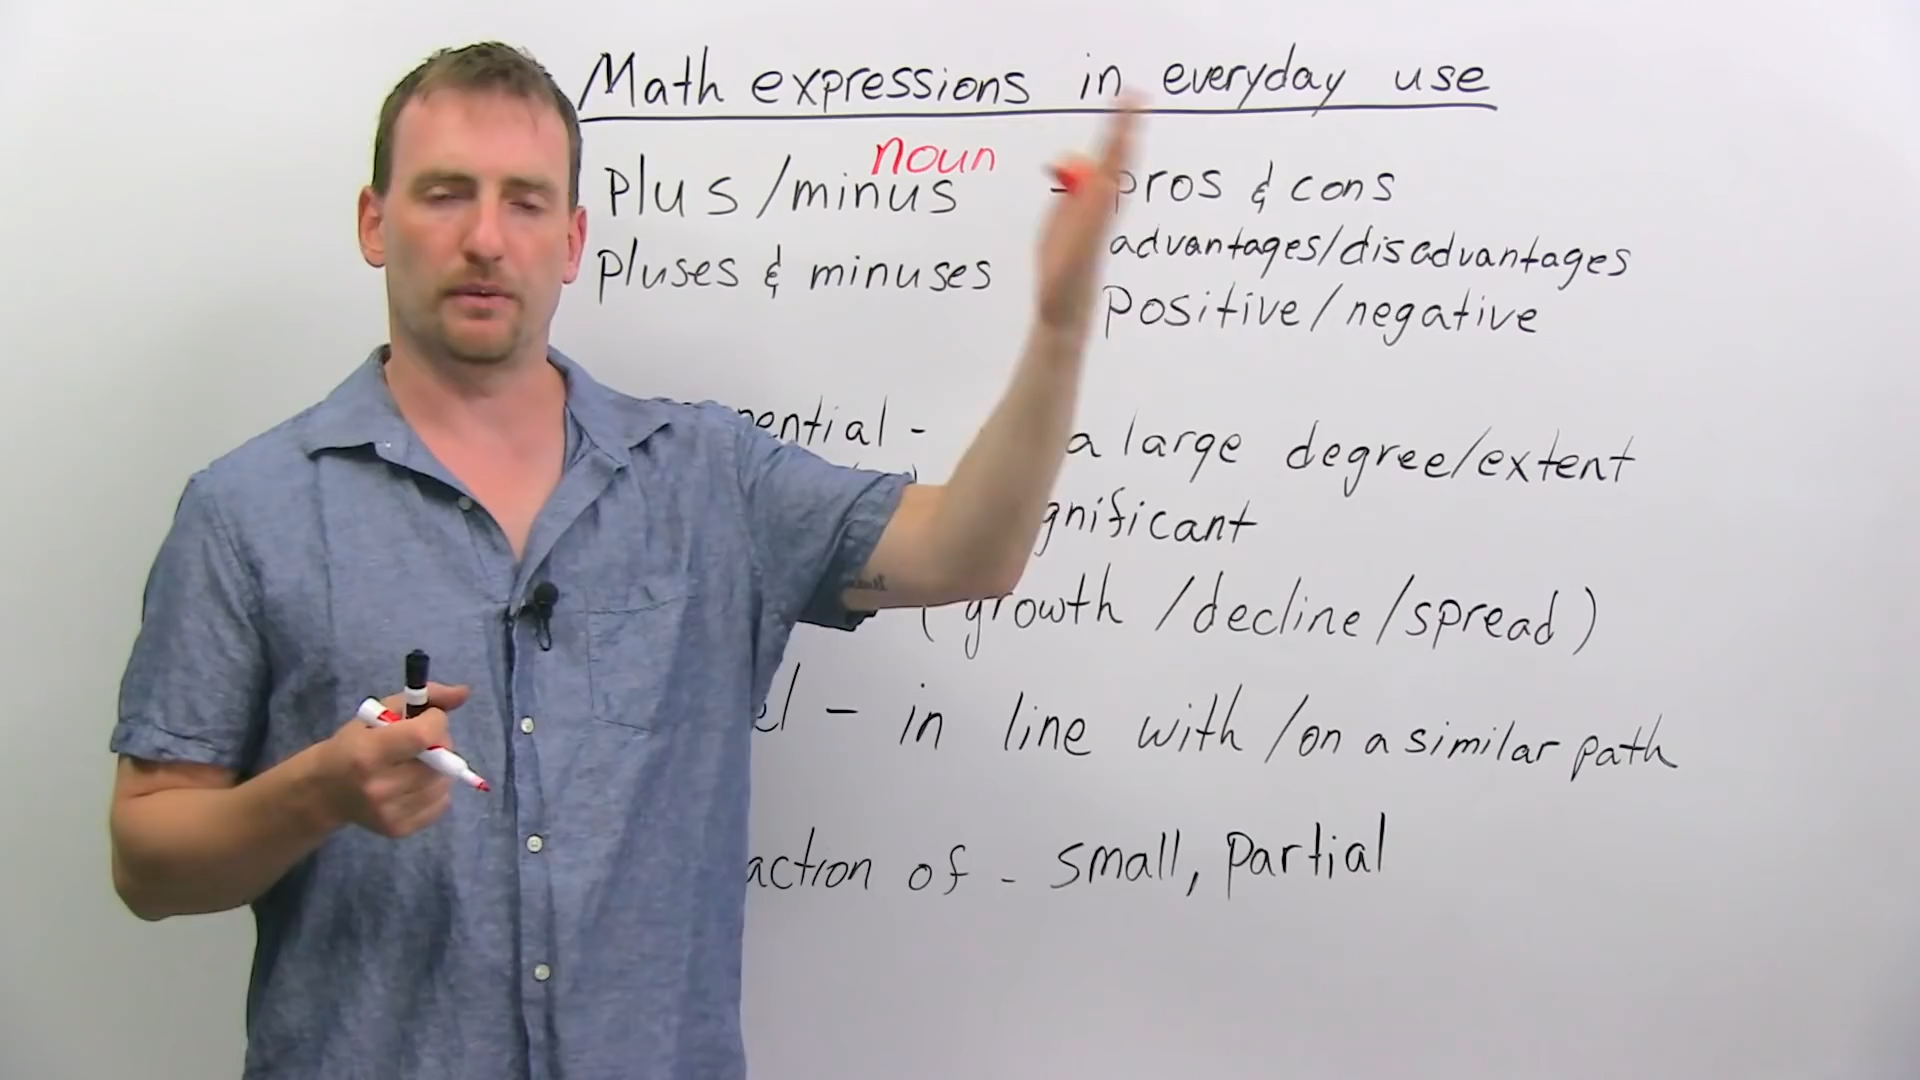 Math expressions in everyday use
noun
plus/minus - pros & cons
pluses & minuses advantages/disadvantages
positive/negative
ential - a large degree/extent
gnificant
(growth/decline/spread)
el - in line with/on a similar path
action of - small, partial